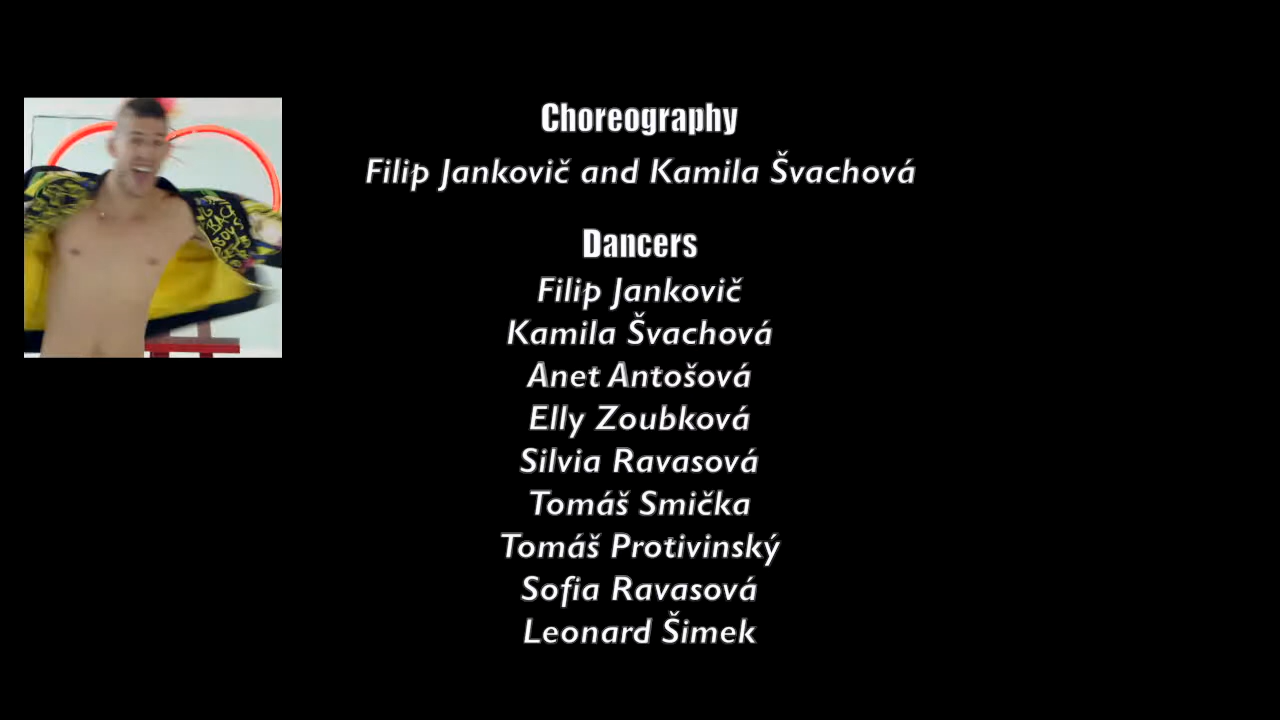 Choreography
Filip Jankovič and Kamila Švachová
Dancers
Filip Jankovič
Kamila Švachová
Anet Antošová
Elly Zoubková
Silvia Ravasová
Tomáš Smička
Tomáš Protivinský
Sofia Ravasová
Leonard Šimek